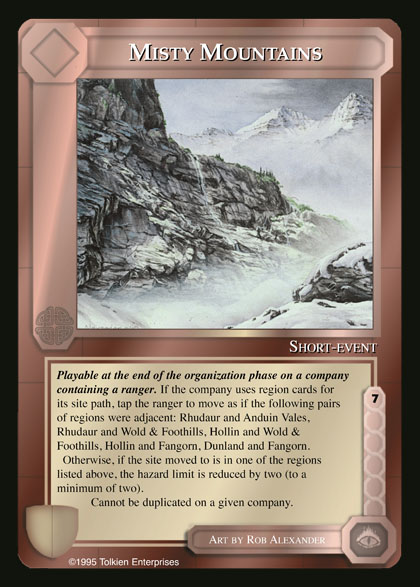 Misty Mountains
Short-event
Playable at the end of the organization phase on a company
containing a ranger. If the company uses region cards for
its site path, tap the ranger to move as if the following pairs
of regions were adjacent: Rhudaur and Anduin Vales,
Rhudaur and Wold & Foothills, Hollin and Wold &
Foothills, Hollin and Fangorn, Dunland and Fangorn.
Otherwise, if the site moved to is in one of the regions
listed above, the hazard limit is reduced by two (to a
minimum of two).
Cannot be duplicated on a given company.
7
Art by Rob Alexander
©1995 Tolkien Enterprises